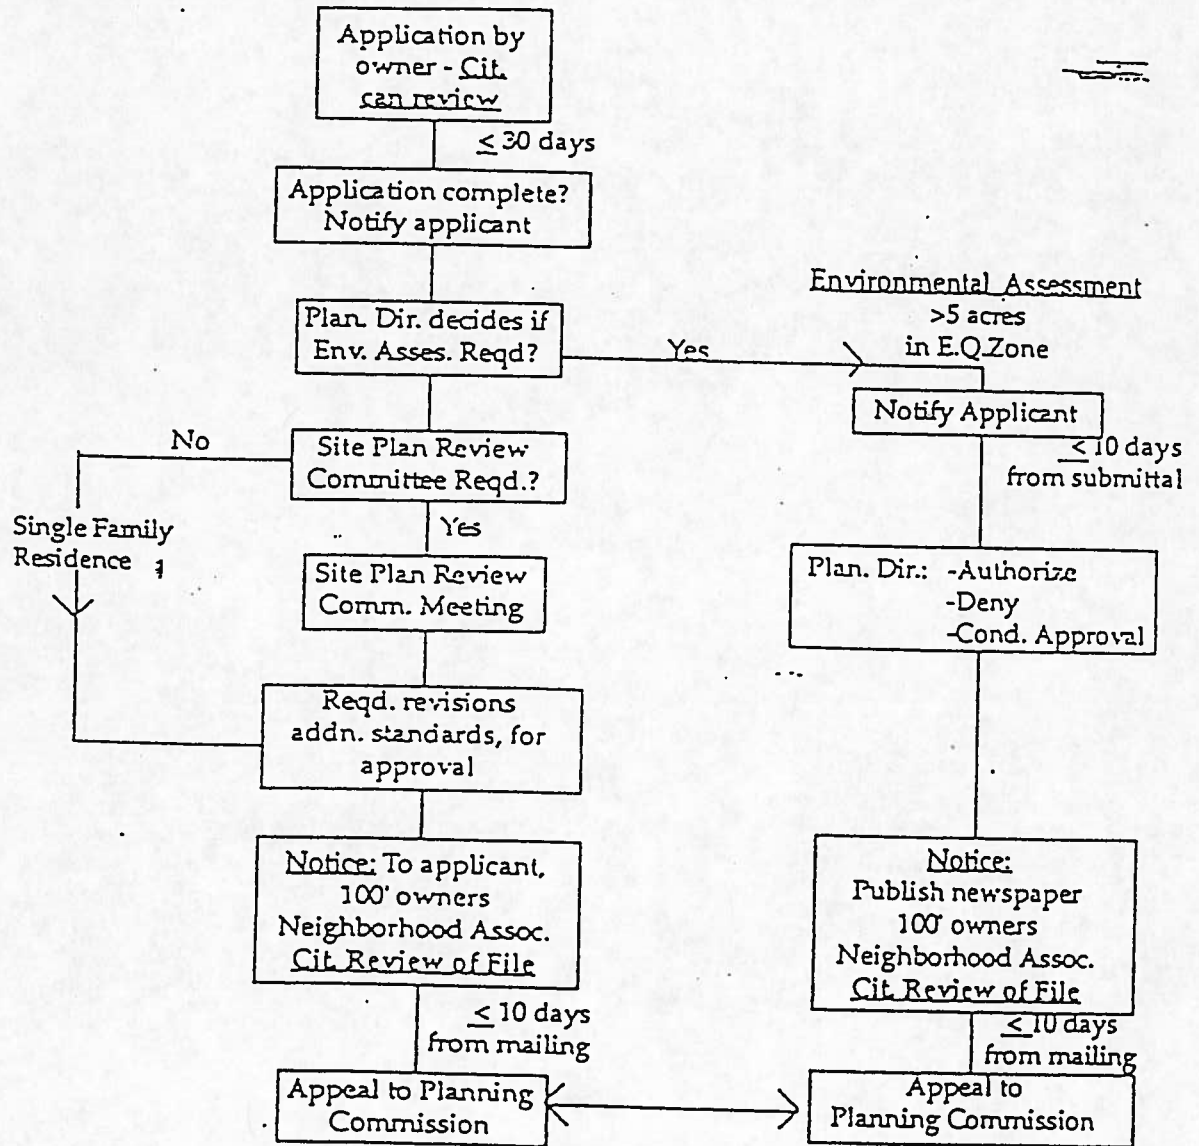 Application by
owner - Cit.
can review
≤ 30 days
Application complete?
Notify applicant
Plan. Dir. decides if
Env. Asses. Reqd?
Yes
Environmental Assessment
>5 acres
in E.Q.Zone
Notify Applicant
≤ 10 days
from submittal
No
Site Plan Review
Committee Reqd.?
Yes
Single Family
Residence
Site Plan Review
Comm. Meeting
Plan. Dir.: -Authorize
-Deny
-Cond. Approval
Reqd. revisions
addn. standards, for
approval
Notice: To applicant,
100' owners
Neighborhood Assoc.
Cit. Review of File
Notice:
Publish newspaper
100' owners
Neighborhood Assoc.
Cit. Review of File
≤ 10 days
from mailing
≤ 10 days
from mailing
Appeal to Planning
Commission
Appeal to
Planning Commission